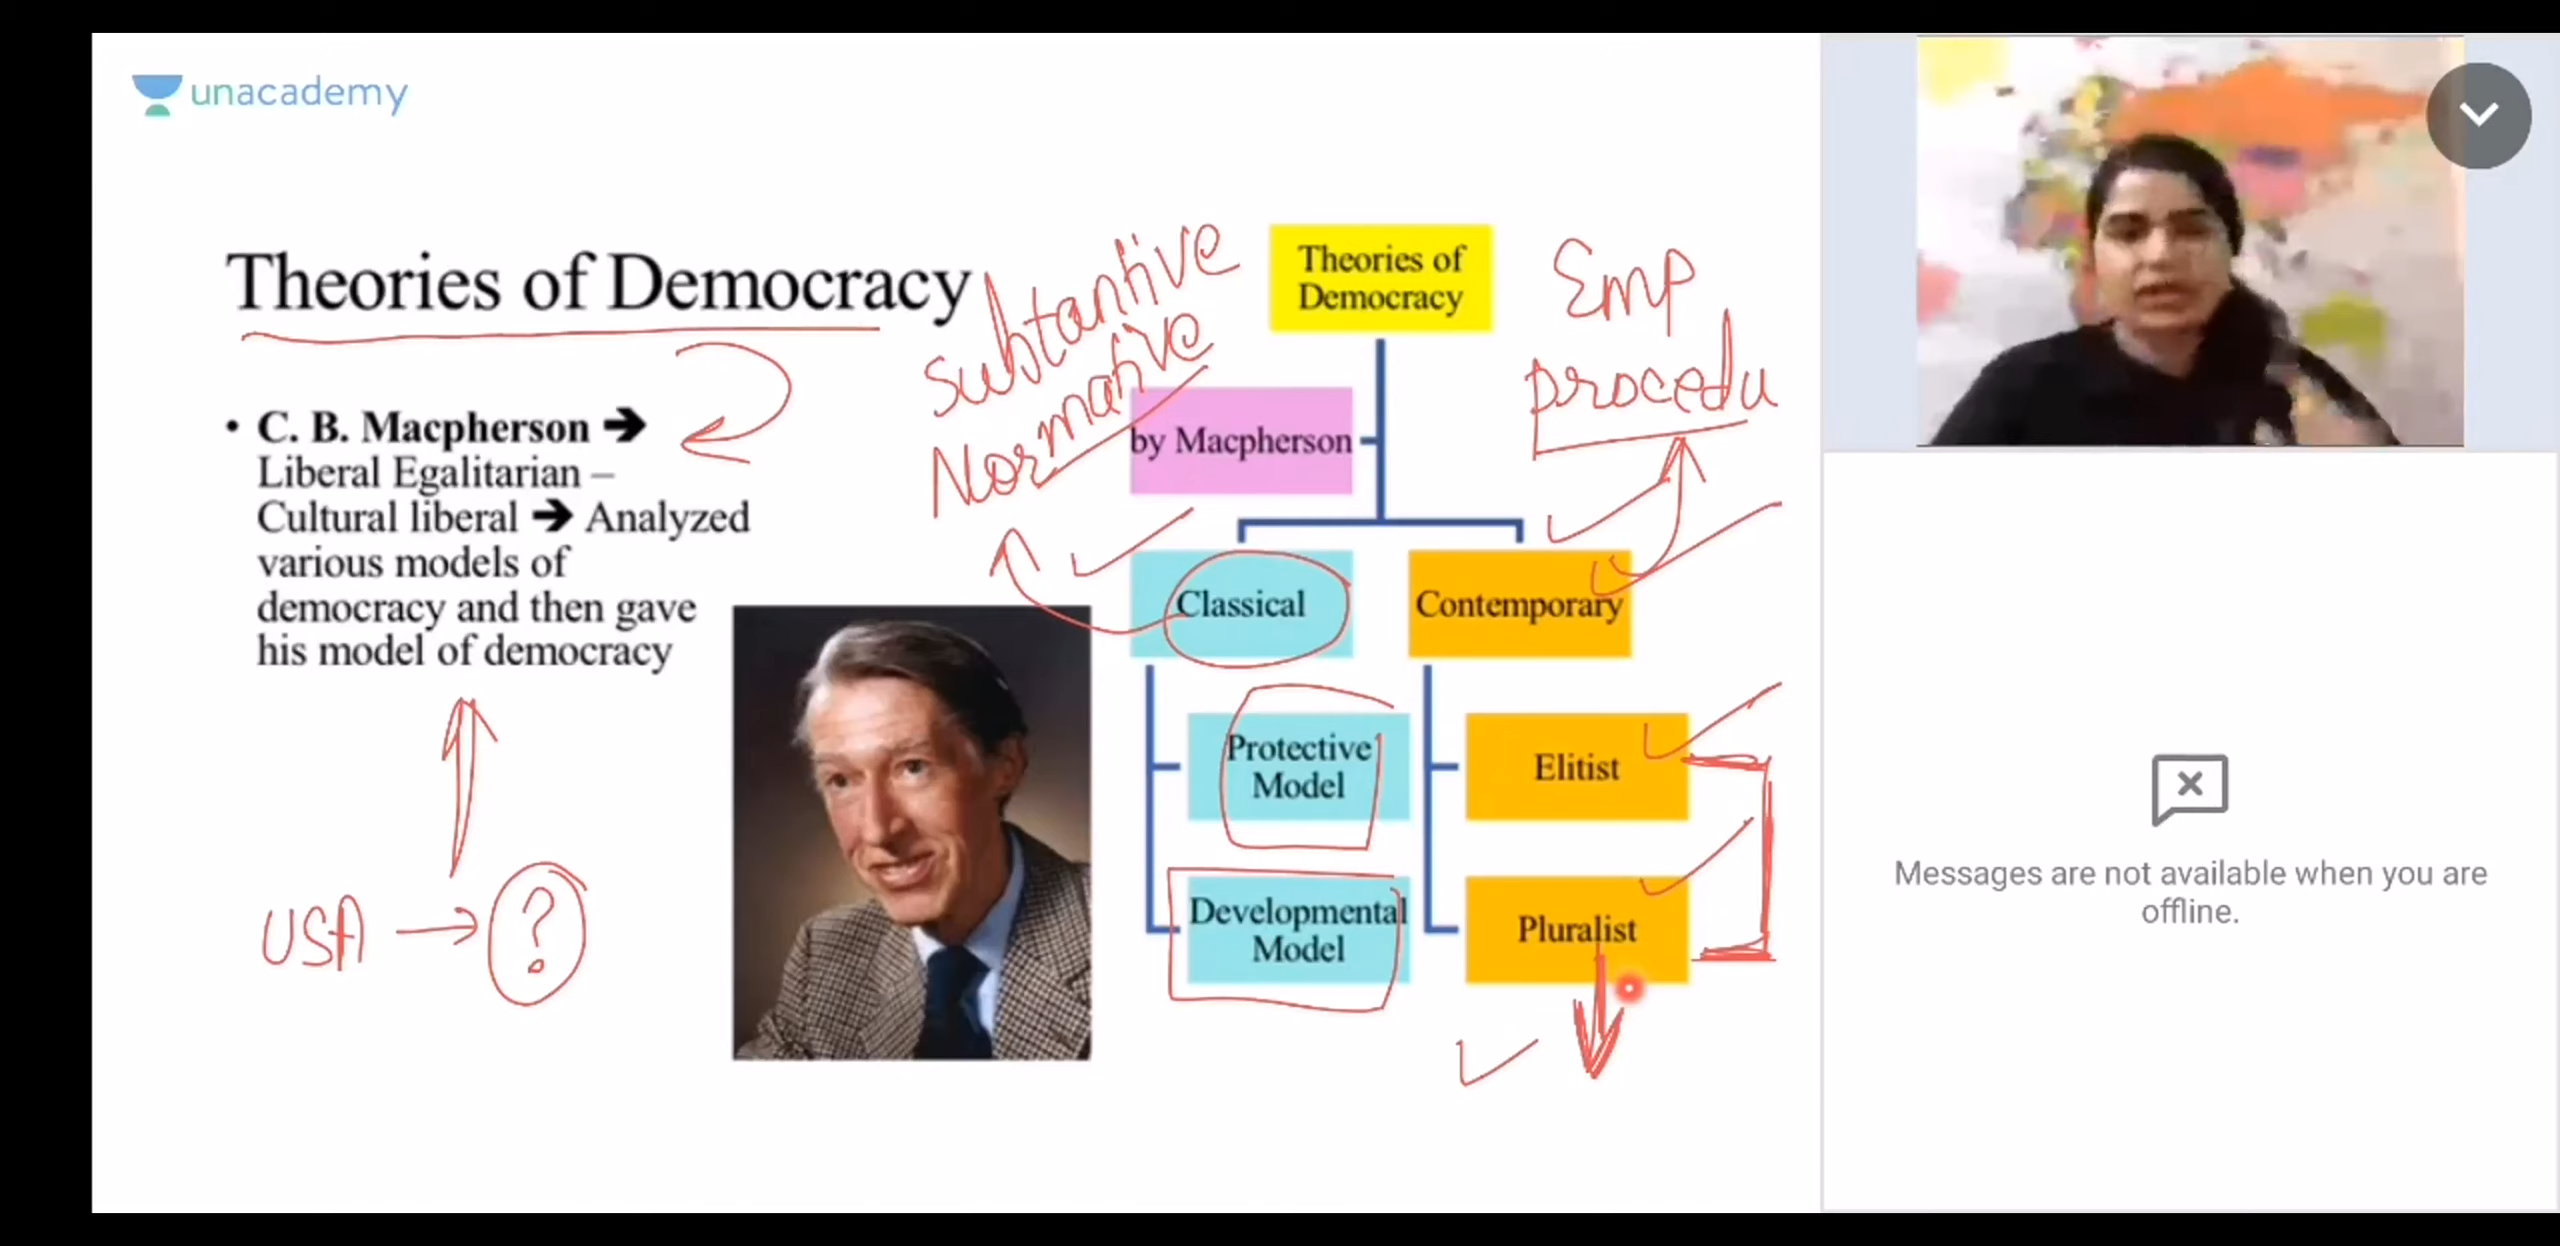 unacademy
Theories of Democracy
• C. B. Macpherson ➔
Liberal Egalitarian –
Cultural liberal ➔ Analyzed
various models of
democracy and then gave
his model of democracy
USA → ?
Substantive
Normative
Theories of
Democracy
Emp
procedu
by Macpherson
Classical
Contemporary
Protective
Model
Elitist
Developmental
Model
Pluralist
Messages are not available when you are
offline.